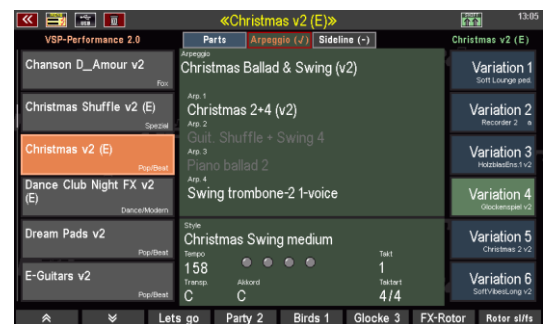 «Christmas v2 (E)»
13:05
VSP-Performance 2.0
Parts
Arpeggio (√)
Sideline (-)
Christmas v2 (E)
Chanson D_Amour v2
Fox
Christmas Shuffle v2 (E)
Spezial
Christmas v2 (E)
Pop/Beat
Dance Club Night FX v2
(E)
Dance/Modern
Dream Pads v2
Pop/Beat
E-Guitars v2
Pop/Beat
Arpeggio
Christmas Ballad & Swing (v2)
Arp. 1
Christmas 2+4 (v2)
Arp. 2
Guit. Shuffle + Swing 4
Arp. 3
Piano ballad 2
Arp. 4
Swing trombone-2 1-voice
Style
Christmas Swing medium
Tempo
Takt
158
1
Transp.
Akkord
Taktart
C
C
4/4
Variation 1
Soft Lounge ped.
Variation 2
Recorder 2 a
Variation 3
HolzblasEns.1v2
Variation 4
Glockenspiel v2
Variation 5
Christmas 2 v2
Variation 6
SoftVibesLong v2
Lets go
Party 2
Birds 1
Glocke 3
FX-Rotor
Rotor sl/fs